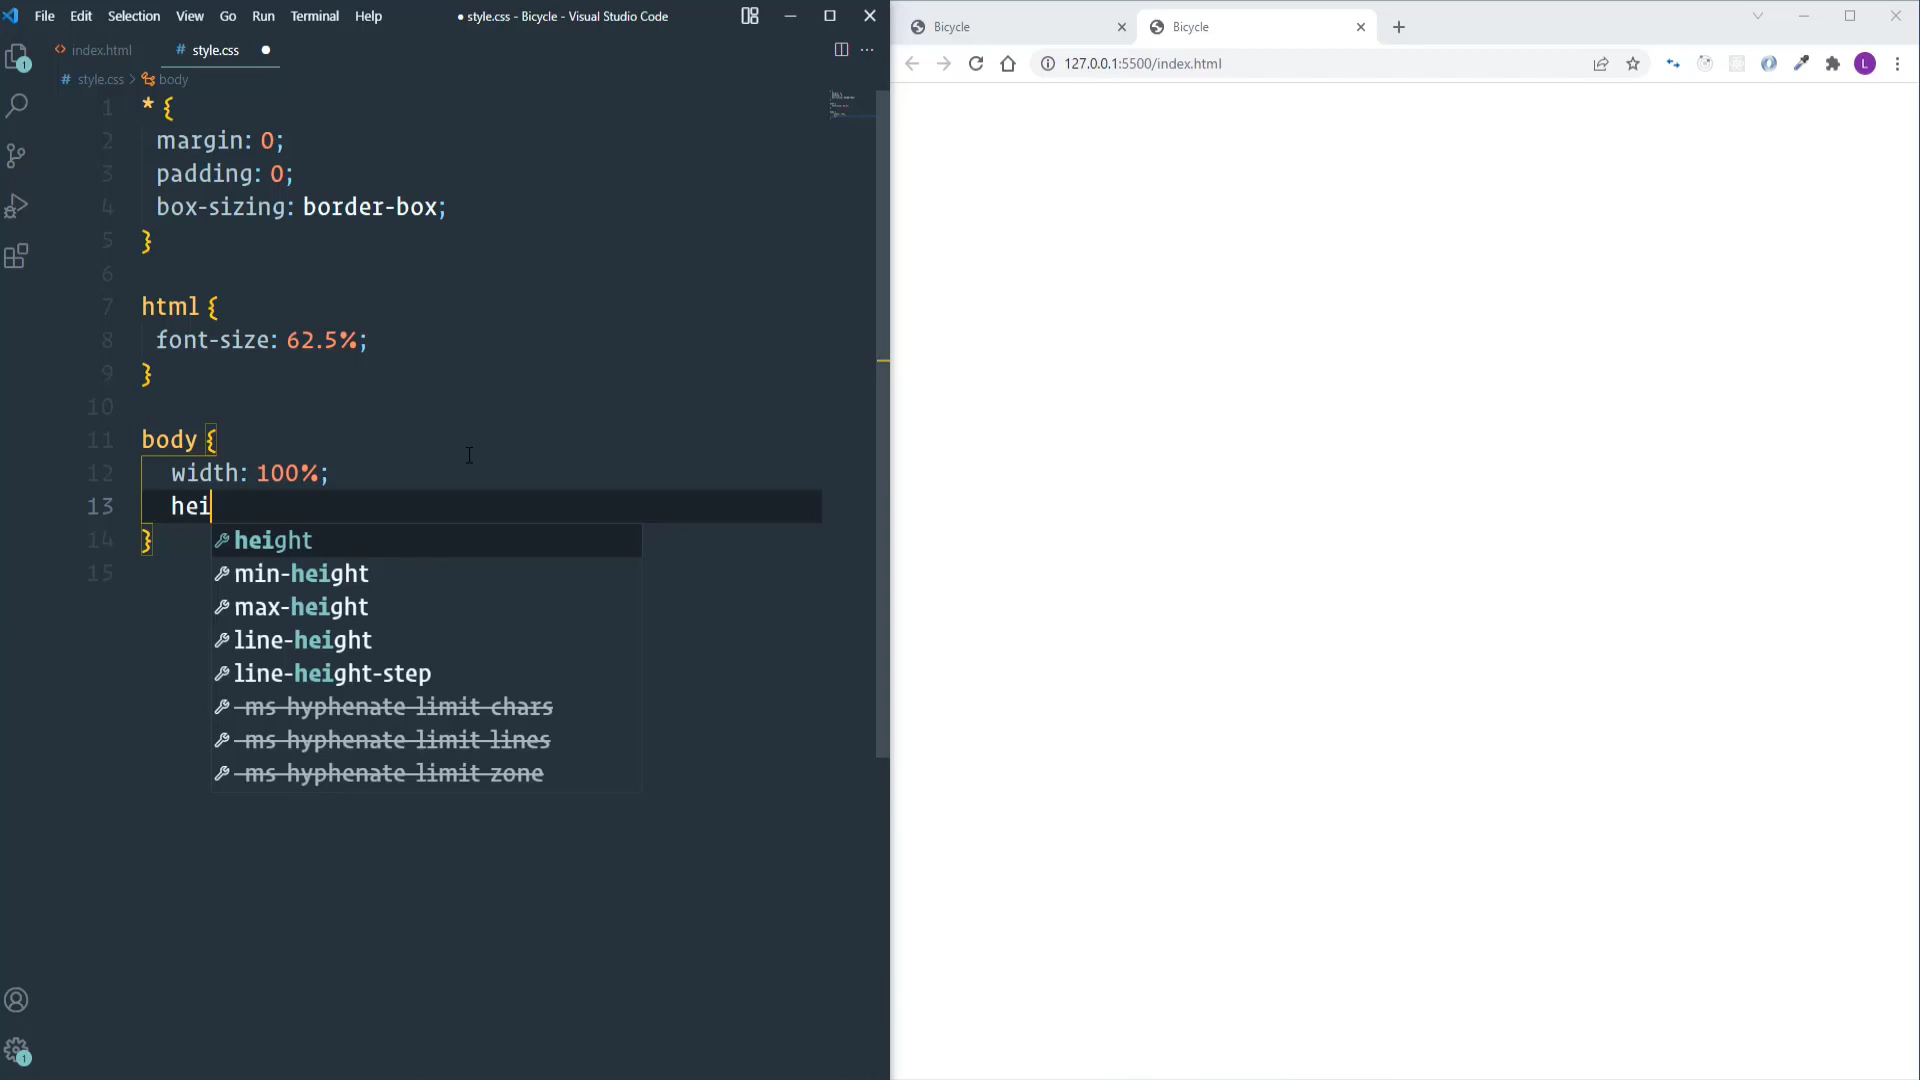 File Edit Selection View Go Run Terminal Help
● style.css - Bicycle - Visual Studio Code
index.html
# style.css ●
# style.css > body
1 * {
2 margin: 0;
3 padding: 0;
4 box-sizing: border-box;
5 }
6
7 html {
8 font-size: 62.5%;
9 }
10
11 body {
12 width: 100%;
13 hei
14 }
15
height
min-height
max-height
line-height
line-height-step
-ms-hyphenate-limit-chars
-ms-hyphenate-limit-lines
-ms-hyphenate-limit-zone
1
1
Bicycle
Bicycle
127.0.0.1:5500/index.html
L